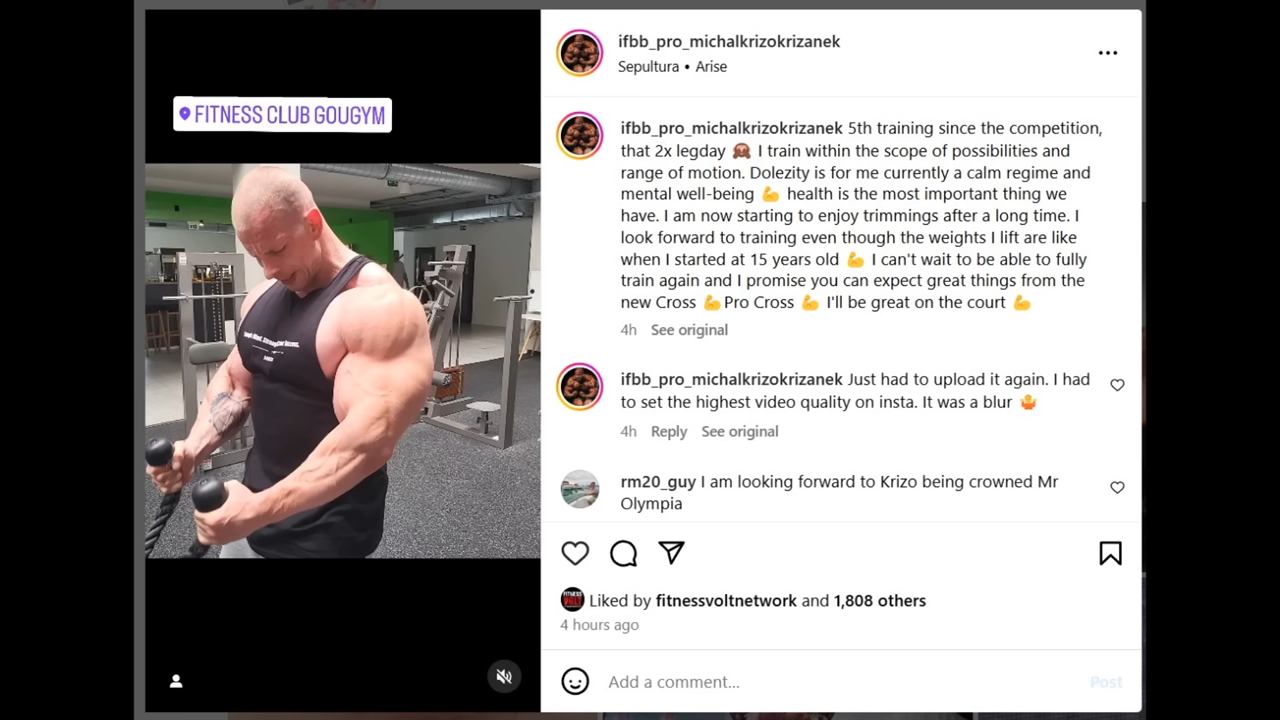 FITNESS CLUB GOUGYM
ifbb_pro_michalkrizokrizanek
Sepultura • Arise
ifbb_pro_michalkrizokrizanek 5th training since the competition,
that 2x legday 🙊 I train within the scope of possibilities and
range of motion. Dolezity is for me currently a calm regime and
mental well-being 💪 health is the most important thing we
have. I am now starting to enjoy trimmings after a long time. I
look forward to training even though the weights I lift are like
when I started at 15 years old 💪 I can't wait to be able to fully
train again and I promise you can expect great things from the
new Cross 💪 Pro Cross 💪 I'll be great on the court 💪
4h See original
ifbb_pro_michalkrizokrizanek Just had to upload it again. I had
to set the highest video quality on insta. It was a blur 🤷
4h Reply See original
rm20_guy I am looking forward to Krizo being crowned Mr
Olympia
Liked by fitnessvoltnetwork and 1,808 others
4 hours ago
Add a comment...
Post